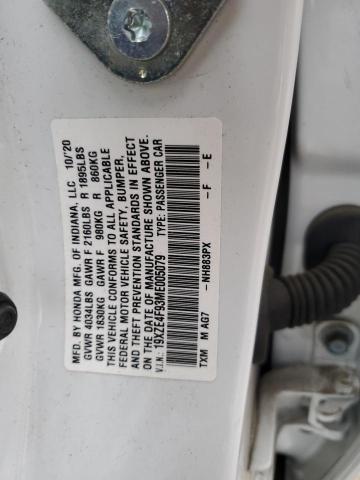 MFD. BY HONDA MFG. OF INDIANA, LLC 10/'20
GVWR 4034LBS GAWR F 2160LBS R 1895LBS
GVWR 1830KG GAWR F 980KG R 860KG
THIS VEHICLE CONFORMS TO ALL APPLICABLE
FEDERAL MOTOR VEHICLE SAFETY, BUMPER,
AND THEFT PREVENTION STANDARDS IN EFFECT
ON THE DATE OF MANUFACTURE SHOWN ABOVE.
V.I.N.: 19XZE4F93ME006079 TYPE: PASSENGER CAR
-NH883PX -F -E
TXM M AG7